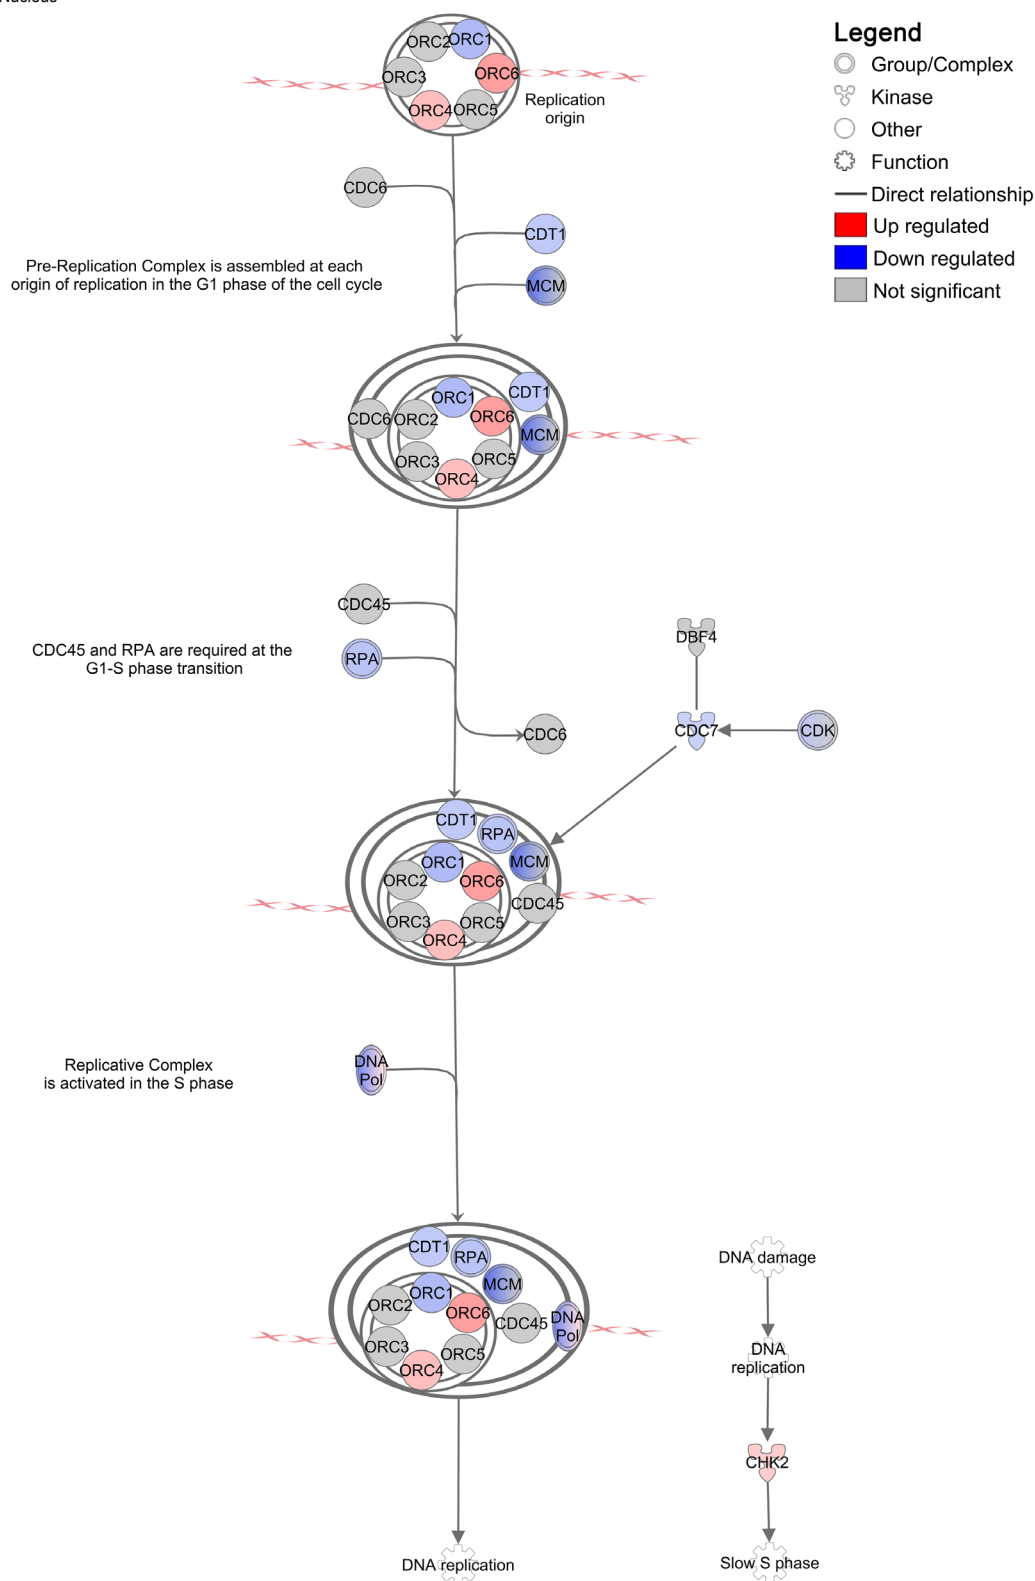 Nucleus
Legend
Group/Complex
Kinase
Other
Function
Direct relationship
Up regulated
Down regulated
Not significant
ORC2
ORC1
ORC3
ORC6
ORC4
ORC5
Replication
origin
CDC6
CDT1
MCM
Pre-Replication Complex is assembled at each
origin of replication in the G1 phase of the cell cycle
ORC1
CDT1
CDC6
ORC2
ORC6
MCM
ORC3
ORC5
ORC4
CDC45
RPA
CDC45 and RPA are required at the
G1-S phase transition
CDC6
DBF4
CDC7
CDK
CDT1
RPA
ORC1
MCM
ORC2
ORC6
CDC45
ORC3
ORC5
ORC4
Replicative Complex
is activated in the S phase
DNA
Pol
CDT1
RPA
MCM
ORC1
ORC2
ORC6
CDC45
DNA
Pol
ORC3
ORC5
ORC4
DNA replication
DNA damage
DNA
replication
CHK2
Slow S phase